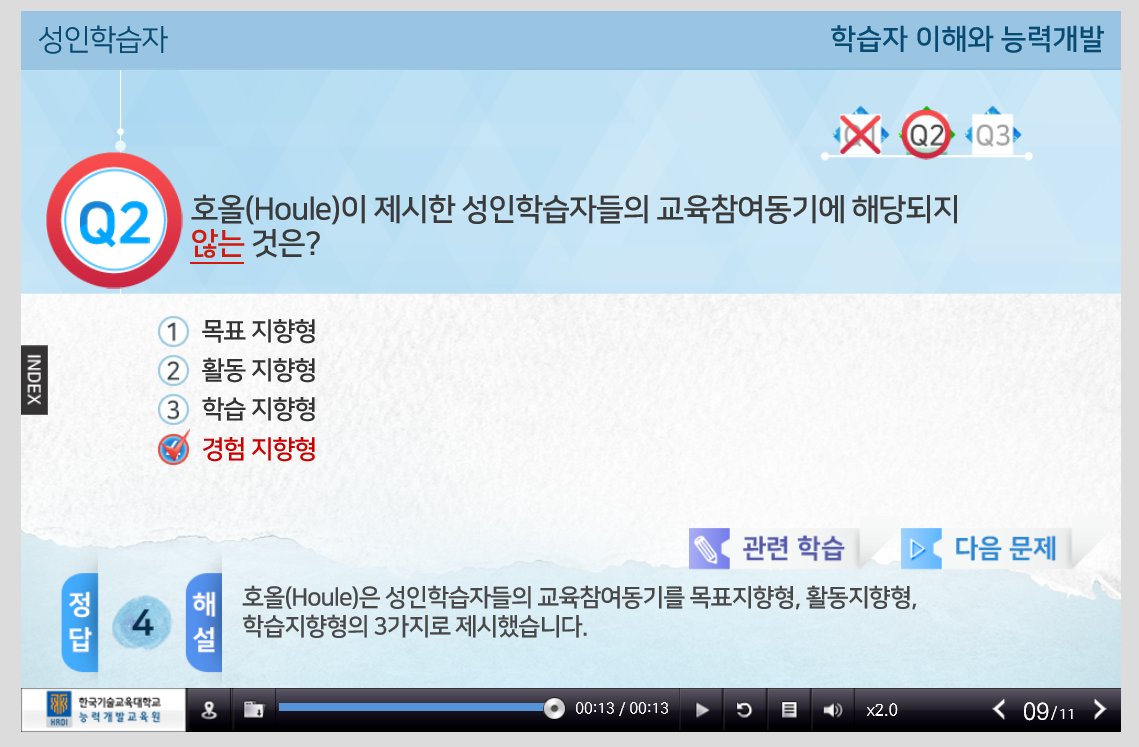 성인학습자
학습자 이해와 능력개발
Q1 Q2 Q3
Q2
호올(Houle)이 제시한 성인학습자들의 교육참여동기에 해당되지
않는 것은?
INDEX
1 목표 지향형
2 활동 지향형
3 학습 지향형
경험 지향형
관련 학습
다음 문제
정답
4
해설
호올(Houle)은 성인학습자들의 교육참여동기를 목표지향형, 활동지향형,
학습지향형의 3가지로 제시했습니다.
HRDI
한국기술교육대학교
능력개발교육원
00:13 / 00:13
x2.0
09/11